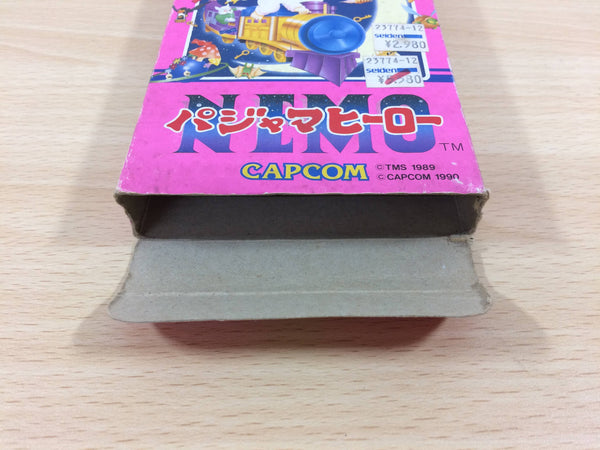 23774-12
seiden
¥2,980
23774-12
seiden
980
NEMO
パジャママヒーロー
TM
CAPCOM
©TMS 1989
©CAPCOM 1990